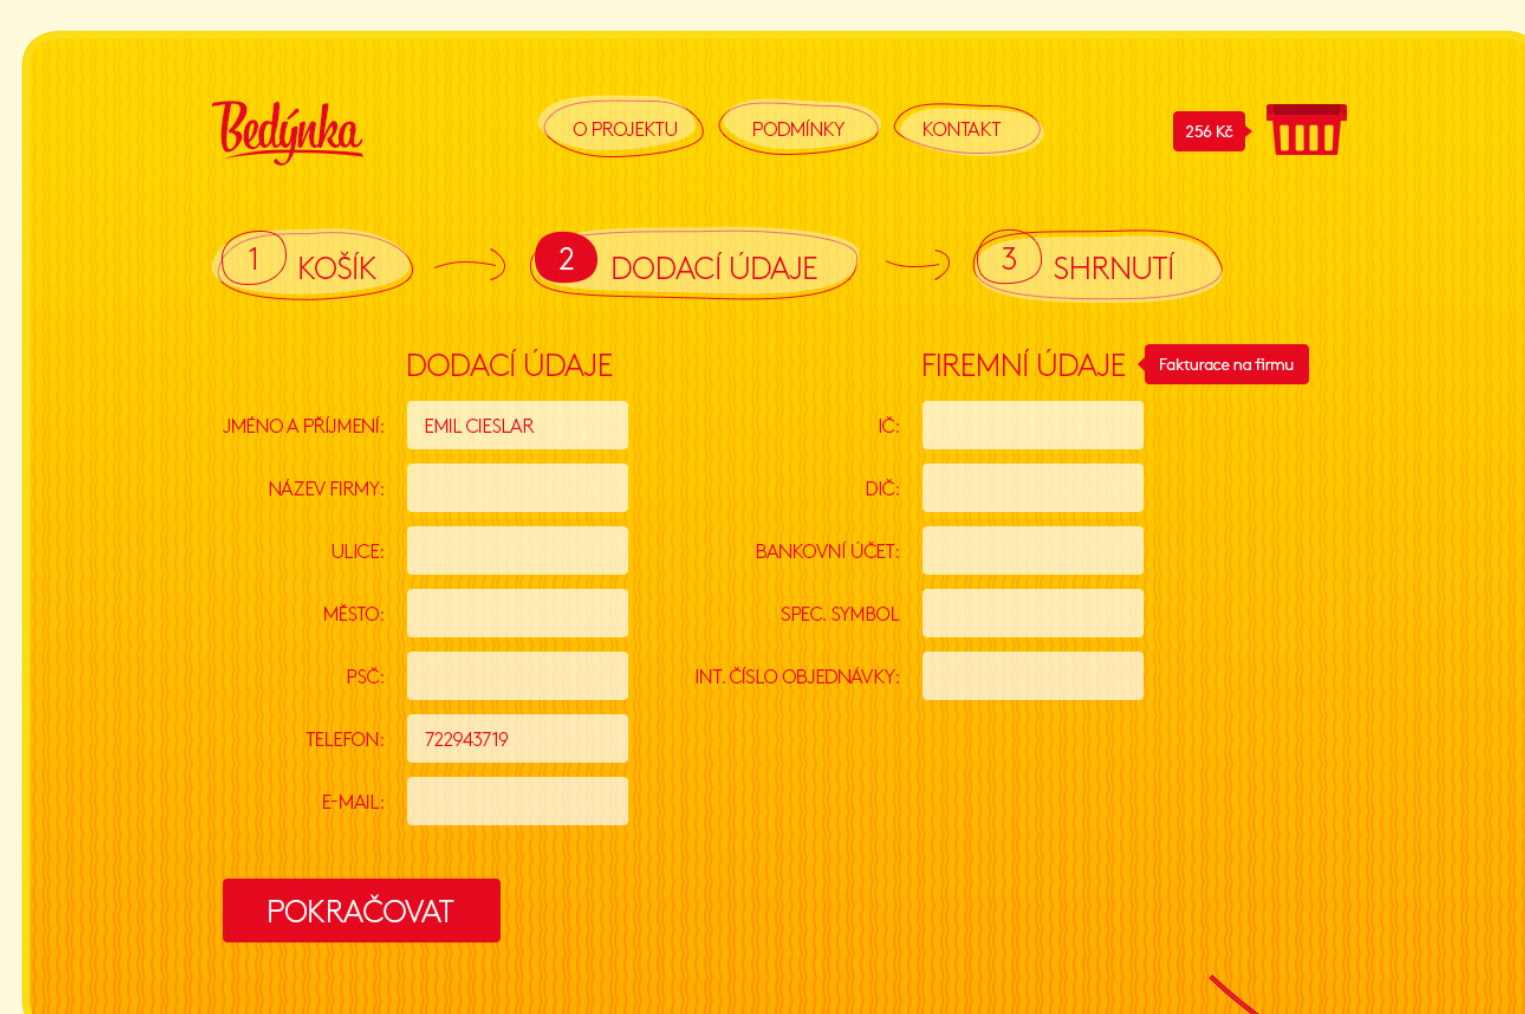 Bedýnka
O PROJEKTU
PODMÍNKY
KONTAKT
256 Kč
1 KOŠÍK
2 DODACÍ ÚDAJE
3 SHRNUTÍ
DODACÍ ÚDAJE
JMÉNO A PŘÍJMENÍ: EMIL CIESLAR
NÁZEV FIRMY:
ULICE:
MĚSTO:
PSČ:
TELEFON: 722943719
E-MAIL:
FIREMNÍ ÚDAJE
Fakturace na firmu
IČ:
DIČ:
BANKOVNÍ ÚČET:
SPEC. SYMBOL
INT. ČÍSLO OBJEDNÁVKY:
POKRAČOVAT